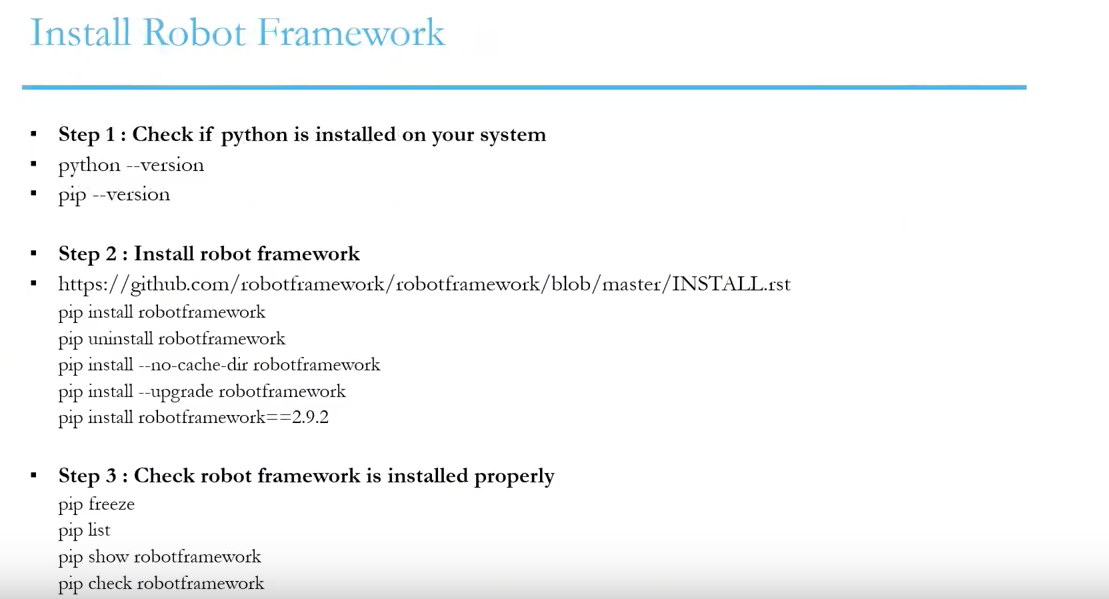 Install Robot Framework
▪ Step 1 : Check if python is installed on your system
▪ python --version
▪ pip --version
▪ Step 2 : Install robot framework
▪ https://github.com/robotframework/robotframework/blob/master/INSTALL.rst
pip install robotframework
pip uninstall robotframework
pip install --no-cache-dir robotframework
pip install --upgrade robotframework
pip install robotframework==2.9.2
▪ Step 3 : Check robot framework is installed properly
pip freeze
pip list
pip show robotframework
pip check robotframework